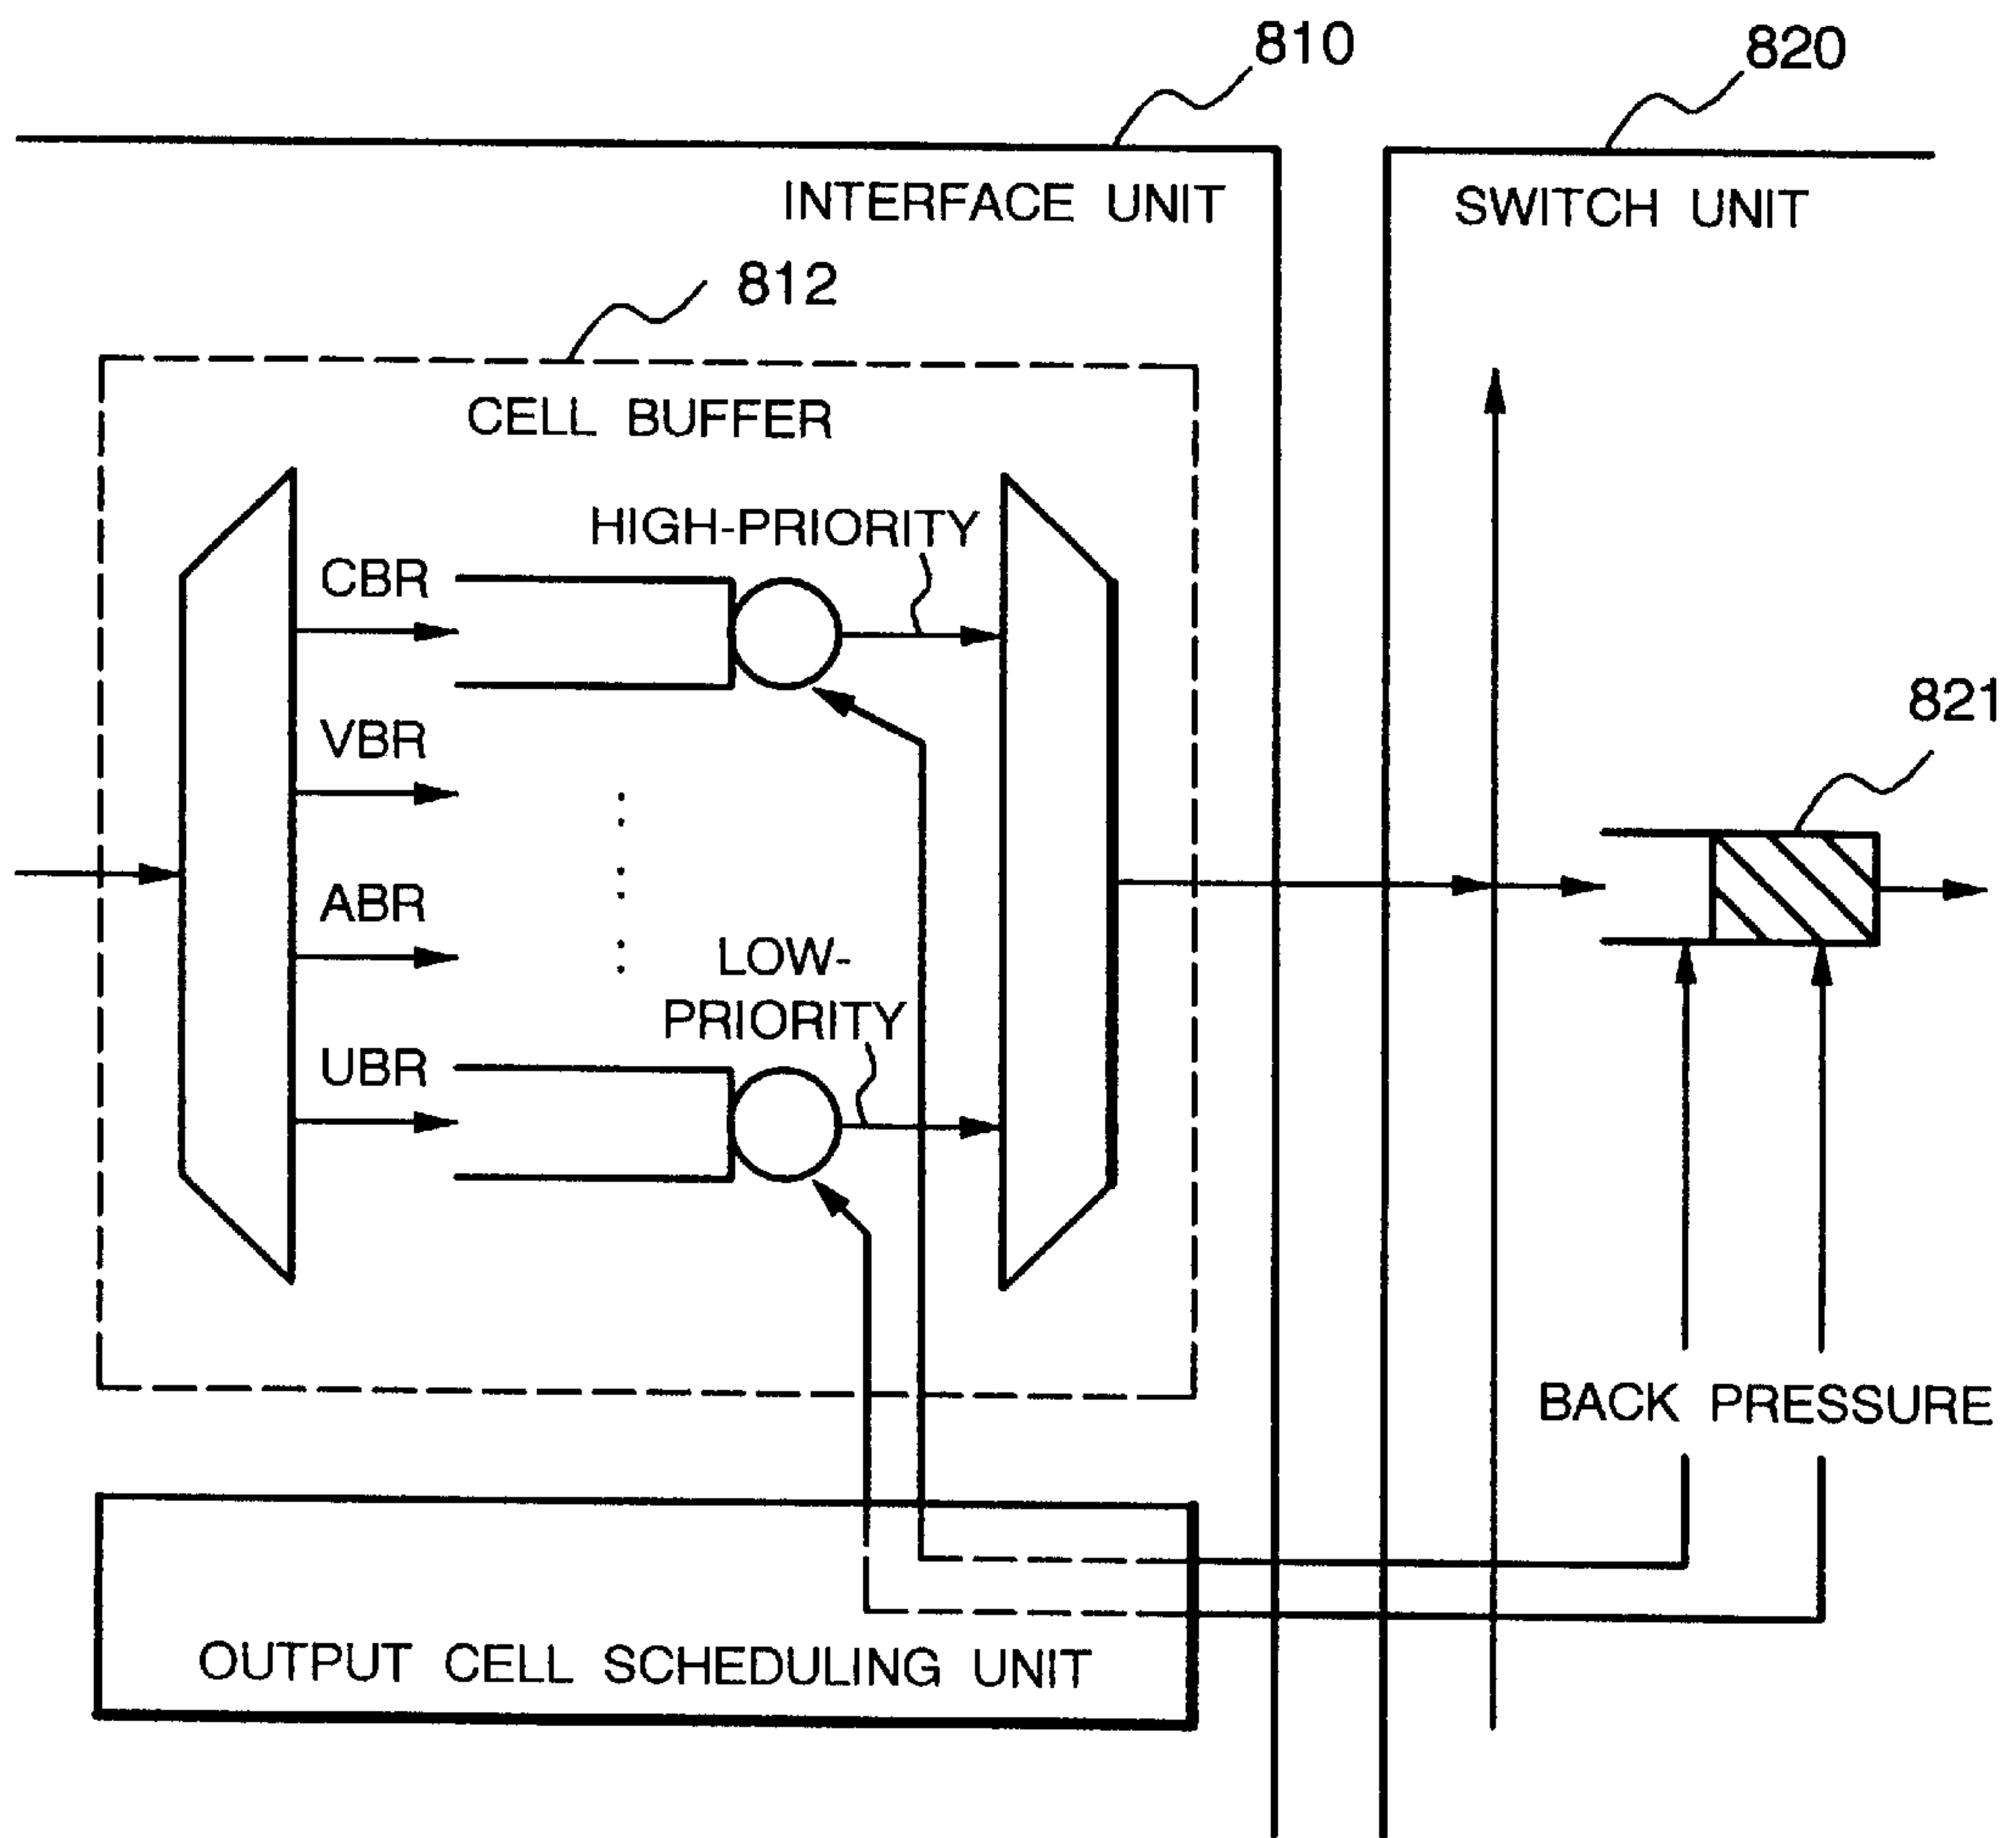 810
820
INTERFACE UNIT
SWITCH UNIT
812
CELL BUFFER
HIGH-PRIORITY
CBR
VBR
821
ABR
LOW-
PRIORITY
UBR
BACK PRESSURE
OUTPUT CELL SCHEDULING UNIT